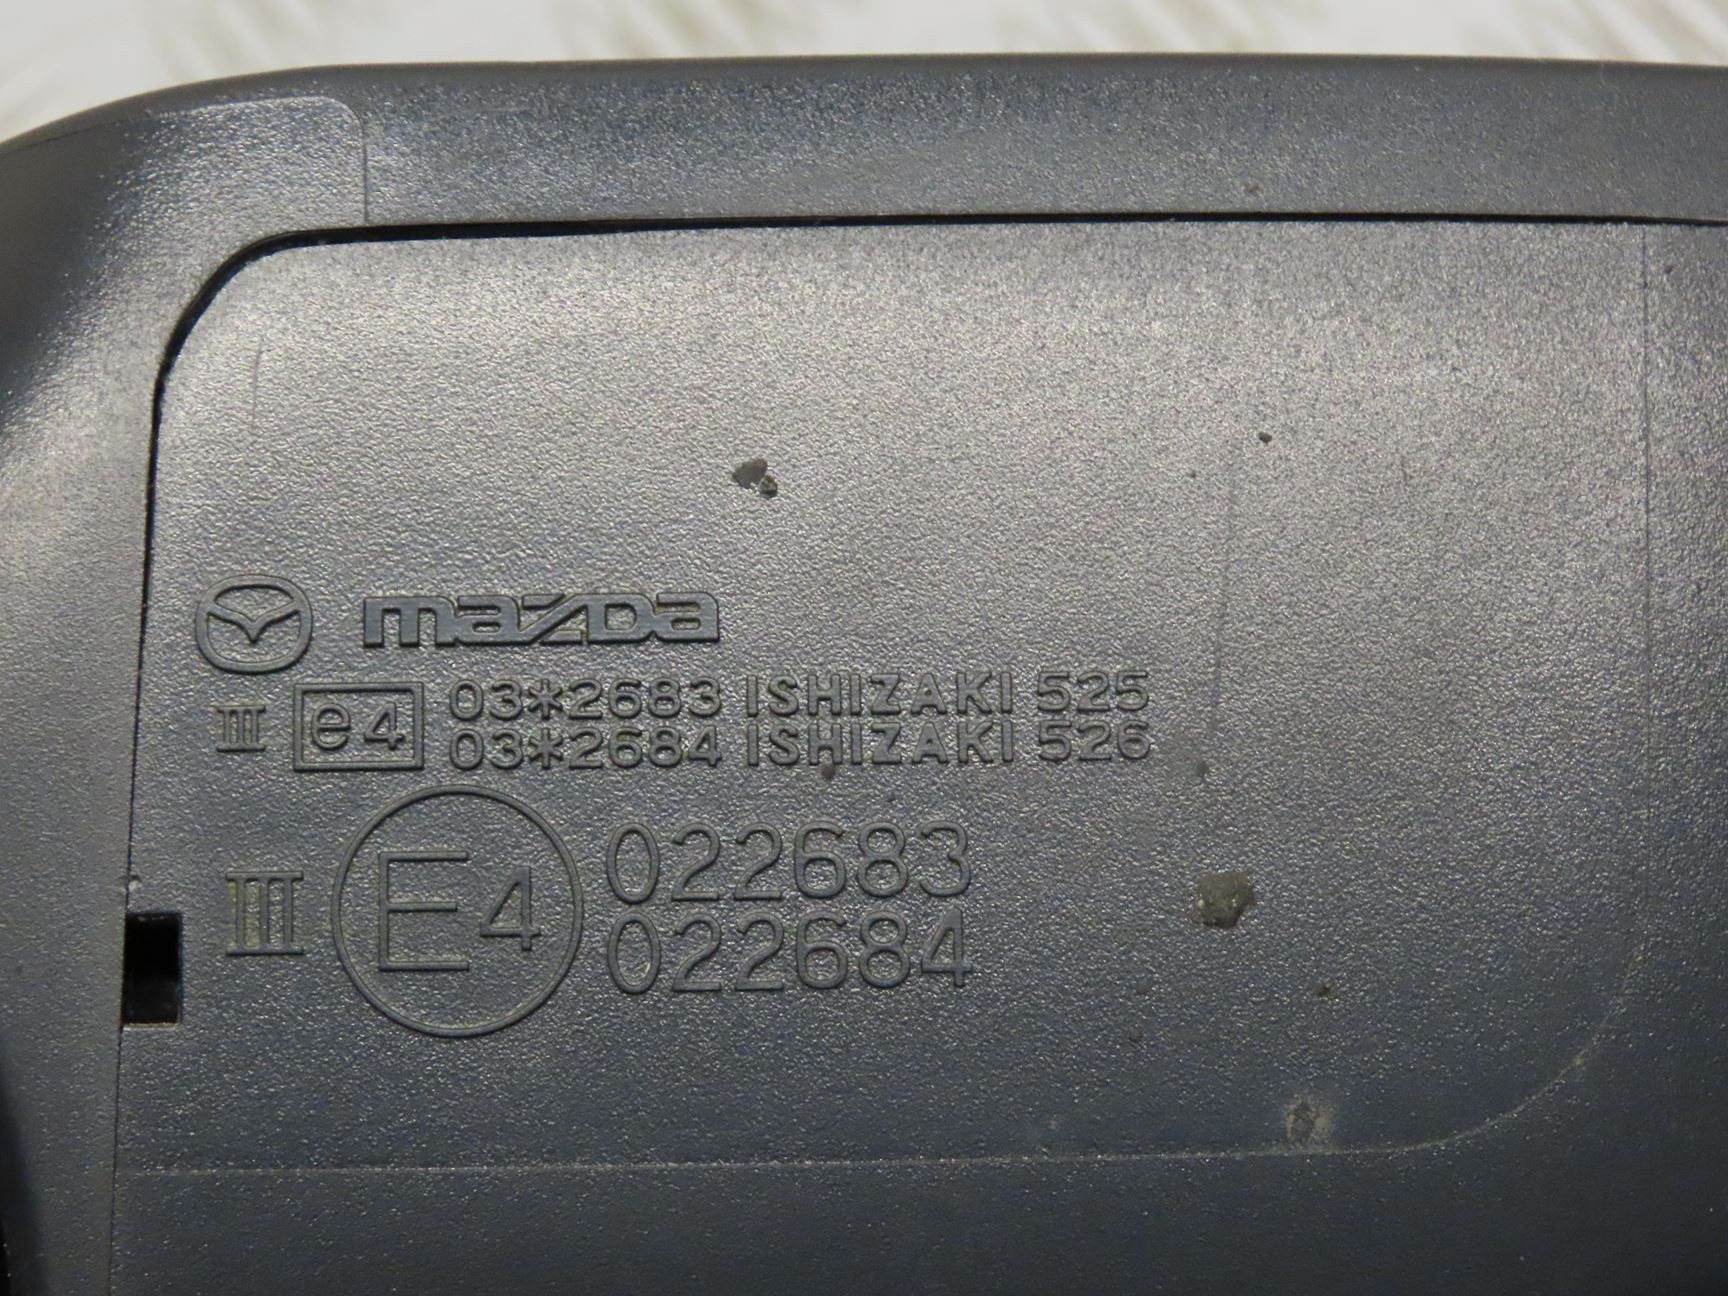 mazda
III e4 03*2683 ISHIZAKI 525
03*2684 ISHIZAKI 526
III E4 022683
022684